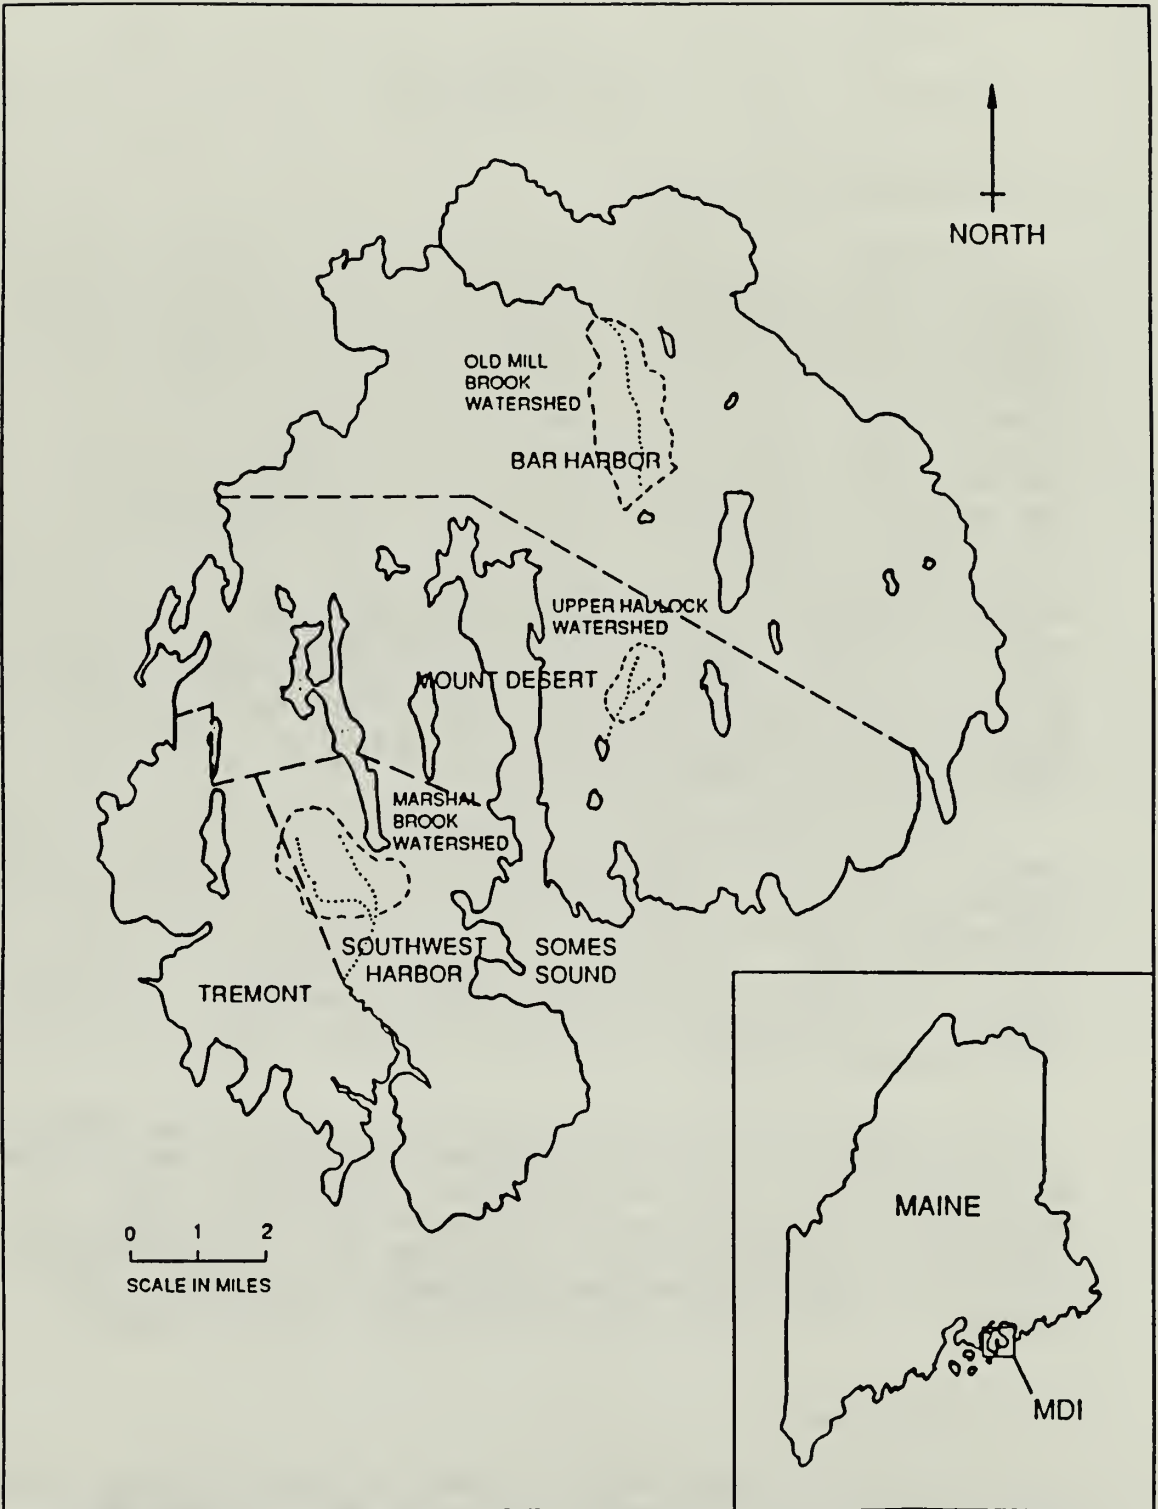 NORTH
OLD MILL
BROOK
WATERSHED
BAR HARBOR
UPPER HADLOCK
WATERSHED
MOUNT DESERT
MARSHAL
BROOK
WATERSHED
SOUTHWEST
HARBOR
SOMES
SOUND
TREMONT
0 1 2
SCALE IN MILES
MAINE
MDI